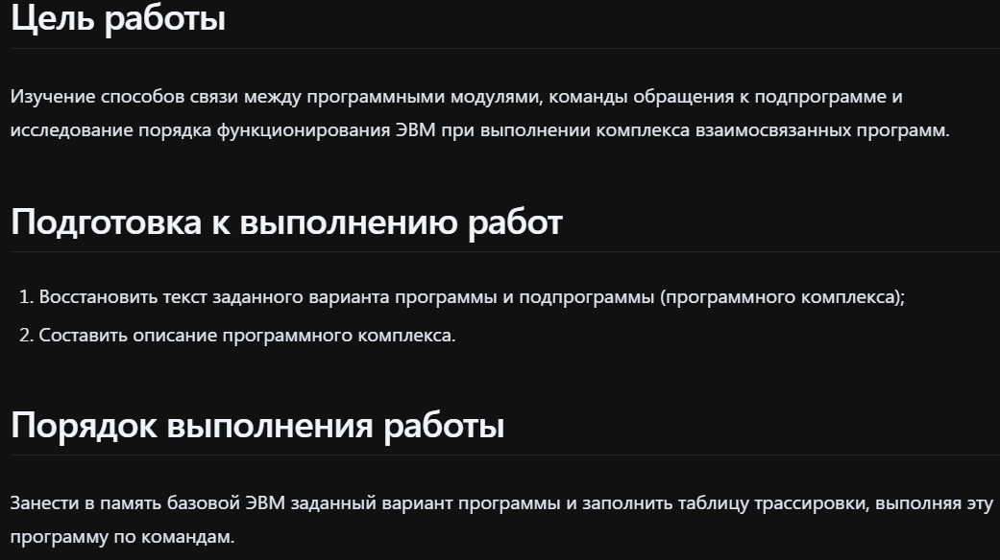 Цель работы
Изучение способов связи между программными модулями, команды обращения к подпрограмме и
исследование порядка функционирования ЭВМ при выполнении комплекса взаимосвязанных программ.
Подготовка к выполнению работ
1. Восстановить текст заданного варианта программы и подпрограммы (программного комплекса);
2. Составить описание программного комплекса.
Порядок выполнения работы
Занести в память базовой ЭВМ заданный вариант программы и заполнить таблицу трассировки, выполняя эту
программу по командам.